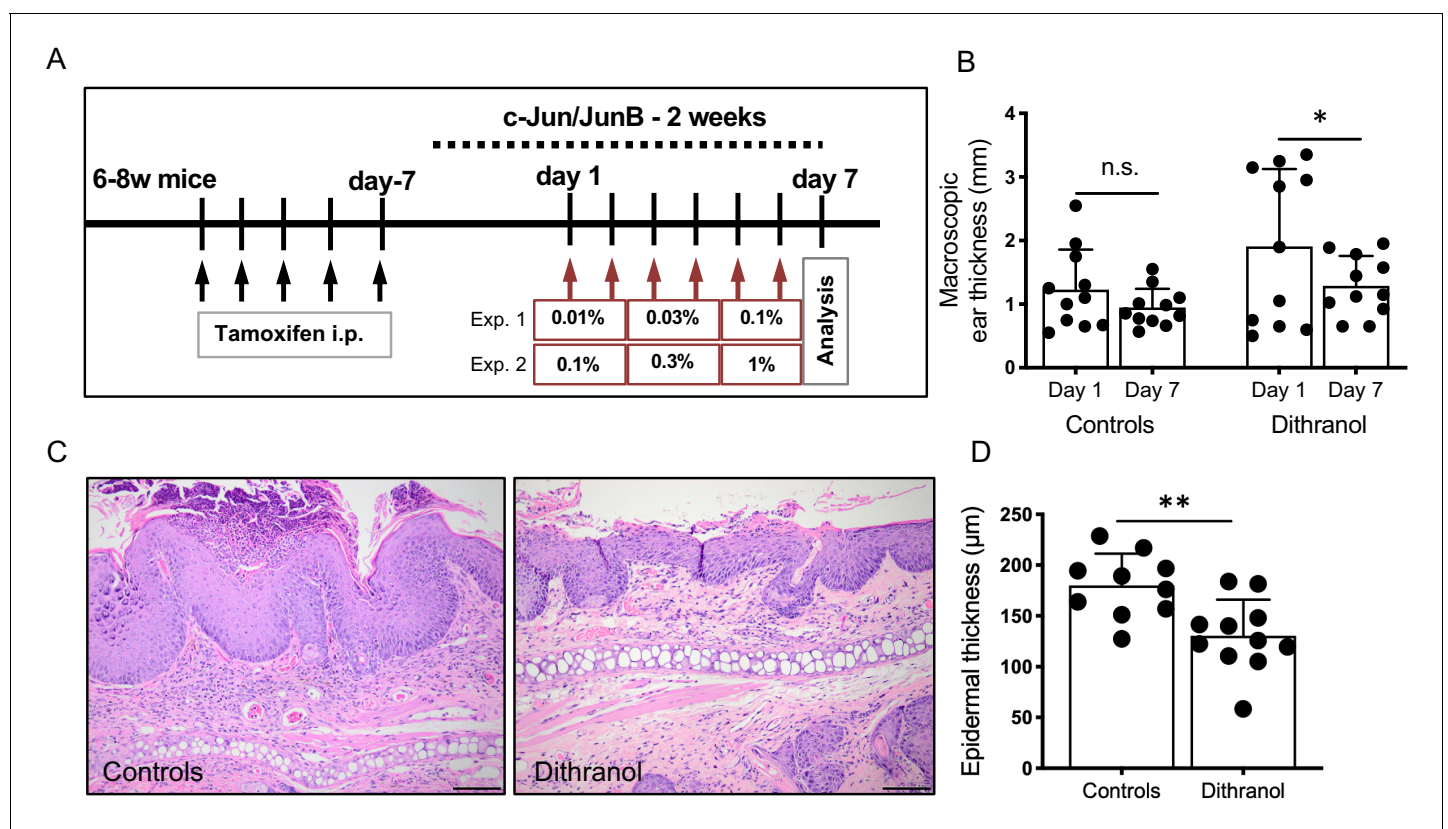 A
c-Jun/JunB - 2 weeks
6-8w mice
day-7
day 1
day 7
Tamoxifen i.p.
Exp. 1
0.01%
0.03%
0.1%
Exp. 2
0.1%
0.3%
1%
Analysis
B
Macroscopic
ear thickness (mm)
4
3
2
1
0
n.s.
*
Day 1
Day 7
Day 1
Day 7
Controls
Dithranol
C
Controls
Dithranol
D
Epidermal thickness (µm)
250
200
150
100
50
0
**
Controls
Dithranol